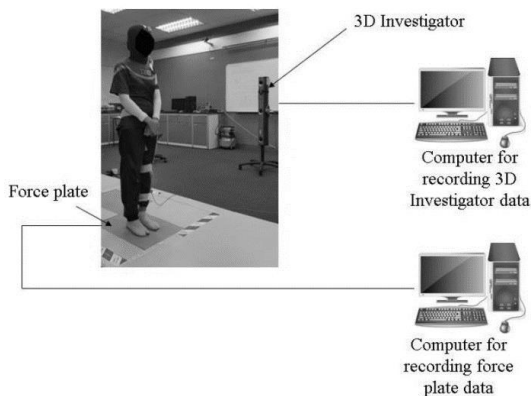 3D Investigator
Computer for
recording 3D
Investigator data
Force plate
Computer for
recording force
plate data